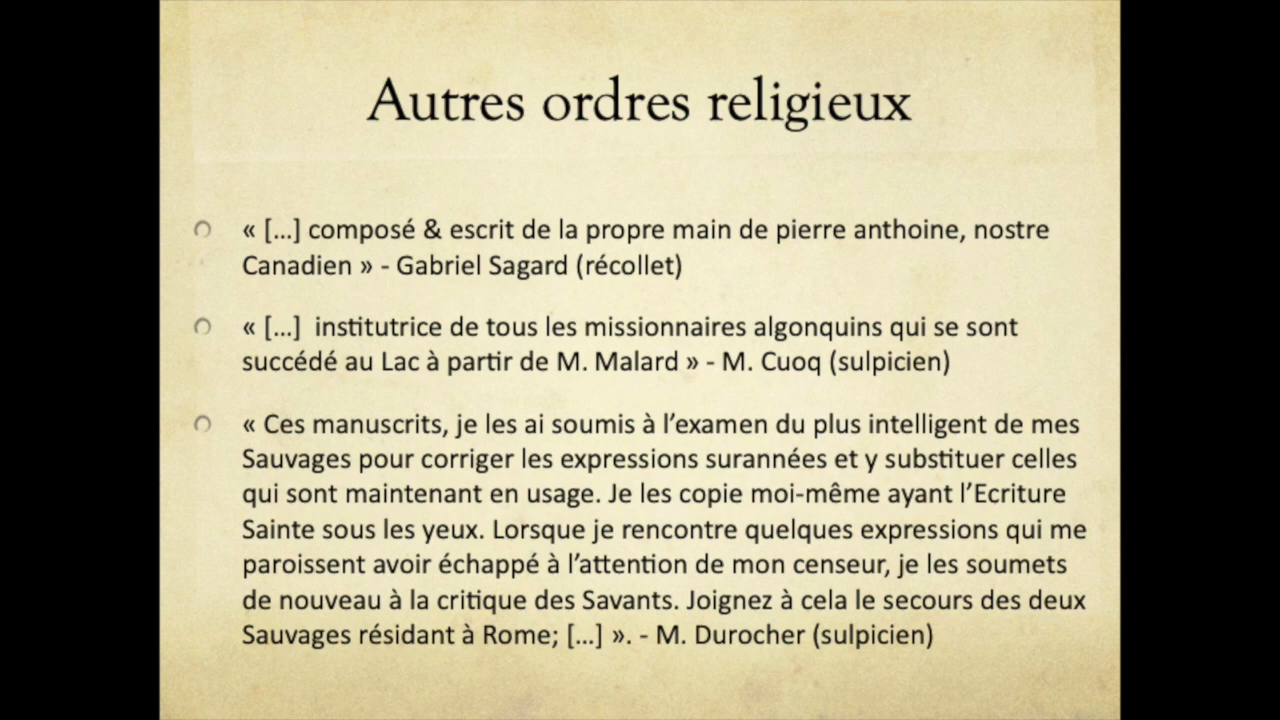 Autres ordres religieux
« [...] composé & escrit de la propre main de pierre anthoine, nostre
Canadien » - Gabriel Sagard (récollet)
« [...] institutrice de tous les missionnaires algonquins qui se sont
succédé au Lac à partir de M. Malard » - M. Cuoq (sulpicien)
« Ces manuscrits, je les ai soumis à l’examen du plus intelligent de mes
Sauvages pour corriger les expressions surannées et y substituer celles
qui sont maintenant en usage. Je les copie moi-même ayant l’Ecriture
Sainte sous les yeux. Lorsque je rencontre quelques expressions qui me
paroissent avoir échappé à l’attention de mon censeur, je les soumets
de nouveau à la critique des Savants. Joignez à cela le secours des deux
Sauvages résidant à Rome; [...] ». - M. Durocher (sulpicien)